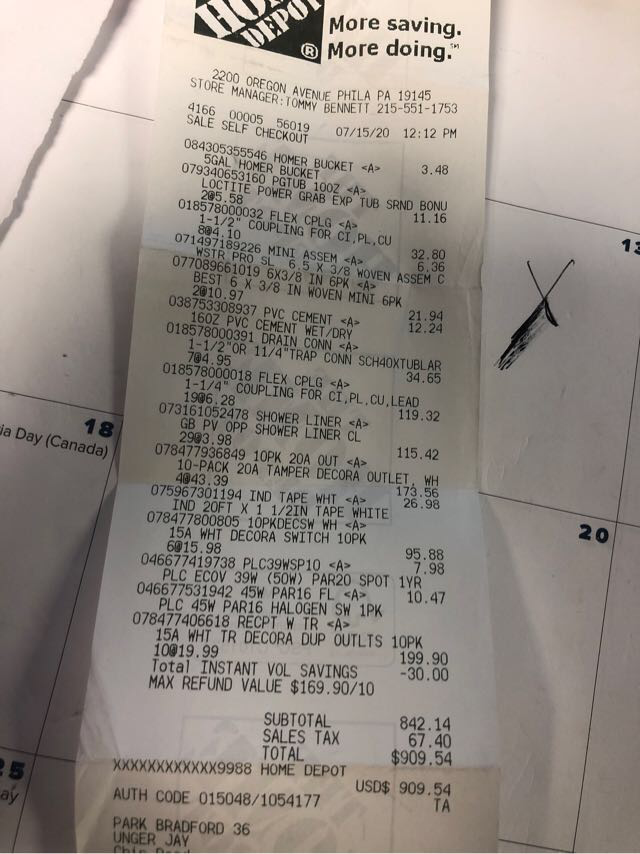 HOME DEPOT ®
More saving.
More doing.℠
2200 OREGON AVENUE PHILA PA 19145
STORE MANAGER:TOMMY BENNETT 215-551-1753
4166 00005 56019 07/15/20 12:12 PM
SALE SELF CHECKOUT
084305355546 HOMER BUCKET <A> 3.48
5GAL HOMER BUCKET
079340653160 PGTUB 10OZ <A>
LOCTITE POWER GRAB EXP TUB SRND BONU
2@5.58 11.16
018578000032 FLEX CPLG <A>
1-1/2" COUPLING FOR CI,PL,CU
8@4.10 32.80
071497189226 MINI ASSEM <A> 6.36
WSTR PRO SL 6.5 X 3/8 WOVEN ASSEM C
077089661019 6X3/8 IN 6PK <A>
BEST 6 X 3/8 IN WOVEN MINI 6PK
2@10.97 21.94
038753308937 PVC CEMENT <A> 12.24
16OZ PVC CEMENT WET/DRY
018578000391 DRAIN CONN <A>
1-1/2"OR 11/4"TRAP CONN SCH40XTUBLAR
7@4.95 34.65
018578000018 FLEX CPLG <A>
1-1/4" COUPLING FOR CI,PL,CU,LEAD
19@6.28 119.32
073161052478 SHOWER LINER <A>
GB PV OPP SHOWER LINER CL
29@3.98 115.42
078477936849 10PK 20A OUT <A>
10-PACK 20A TAMPER DECORA OUTLET, WH
4@43.39 173.56
075967301194 IND TAPE WHT <A> 26.98
IND 20FT X 1 1/2IN TAPE WHITE
078477800805 10PKDECSW WH <A>
15A WHT DECORA SWITCH 10PK
6@15.98 95.88
046677419738 PLC39WSP10 <A> 7.98
PLC ECOV 39W (50W) PAR20 SPOT 1YR
046677531942 45W PAR16 FL <A> 10.47
PLC 45W PAR16 HALOGEN SW 1PK
078477406618 RECPT W TR <A>
15A WHT TR DECORA DUP OUTLTS 10PK
10@19.99 199.90
Total INSTANT VOL SAVINGS -30.00
MAX REFUND VALUE $169.90/10
SUBTOTAL 842.14
SALES TAX 67.40
TOTAL $909.54
XXXXXXXXXXXX9988 HOME DEPOT
USD$ 909.54
AUTH CODE 015048/1054177 TA
PARK BRADFORD 36
UNGER JAY
13
18
ia Day (Canada)
20
25
ay